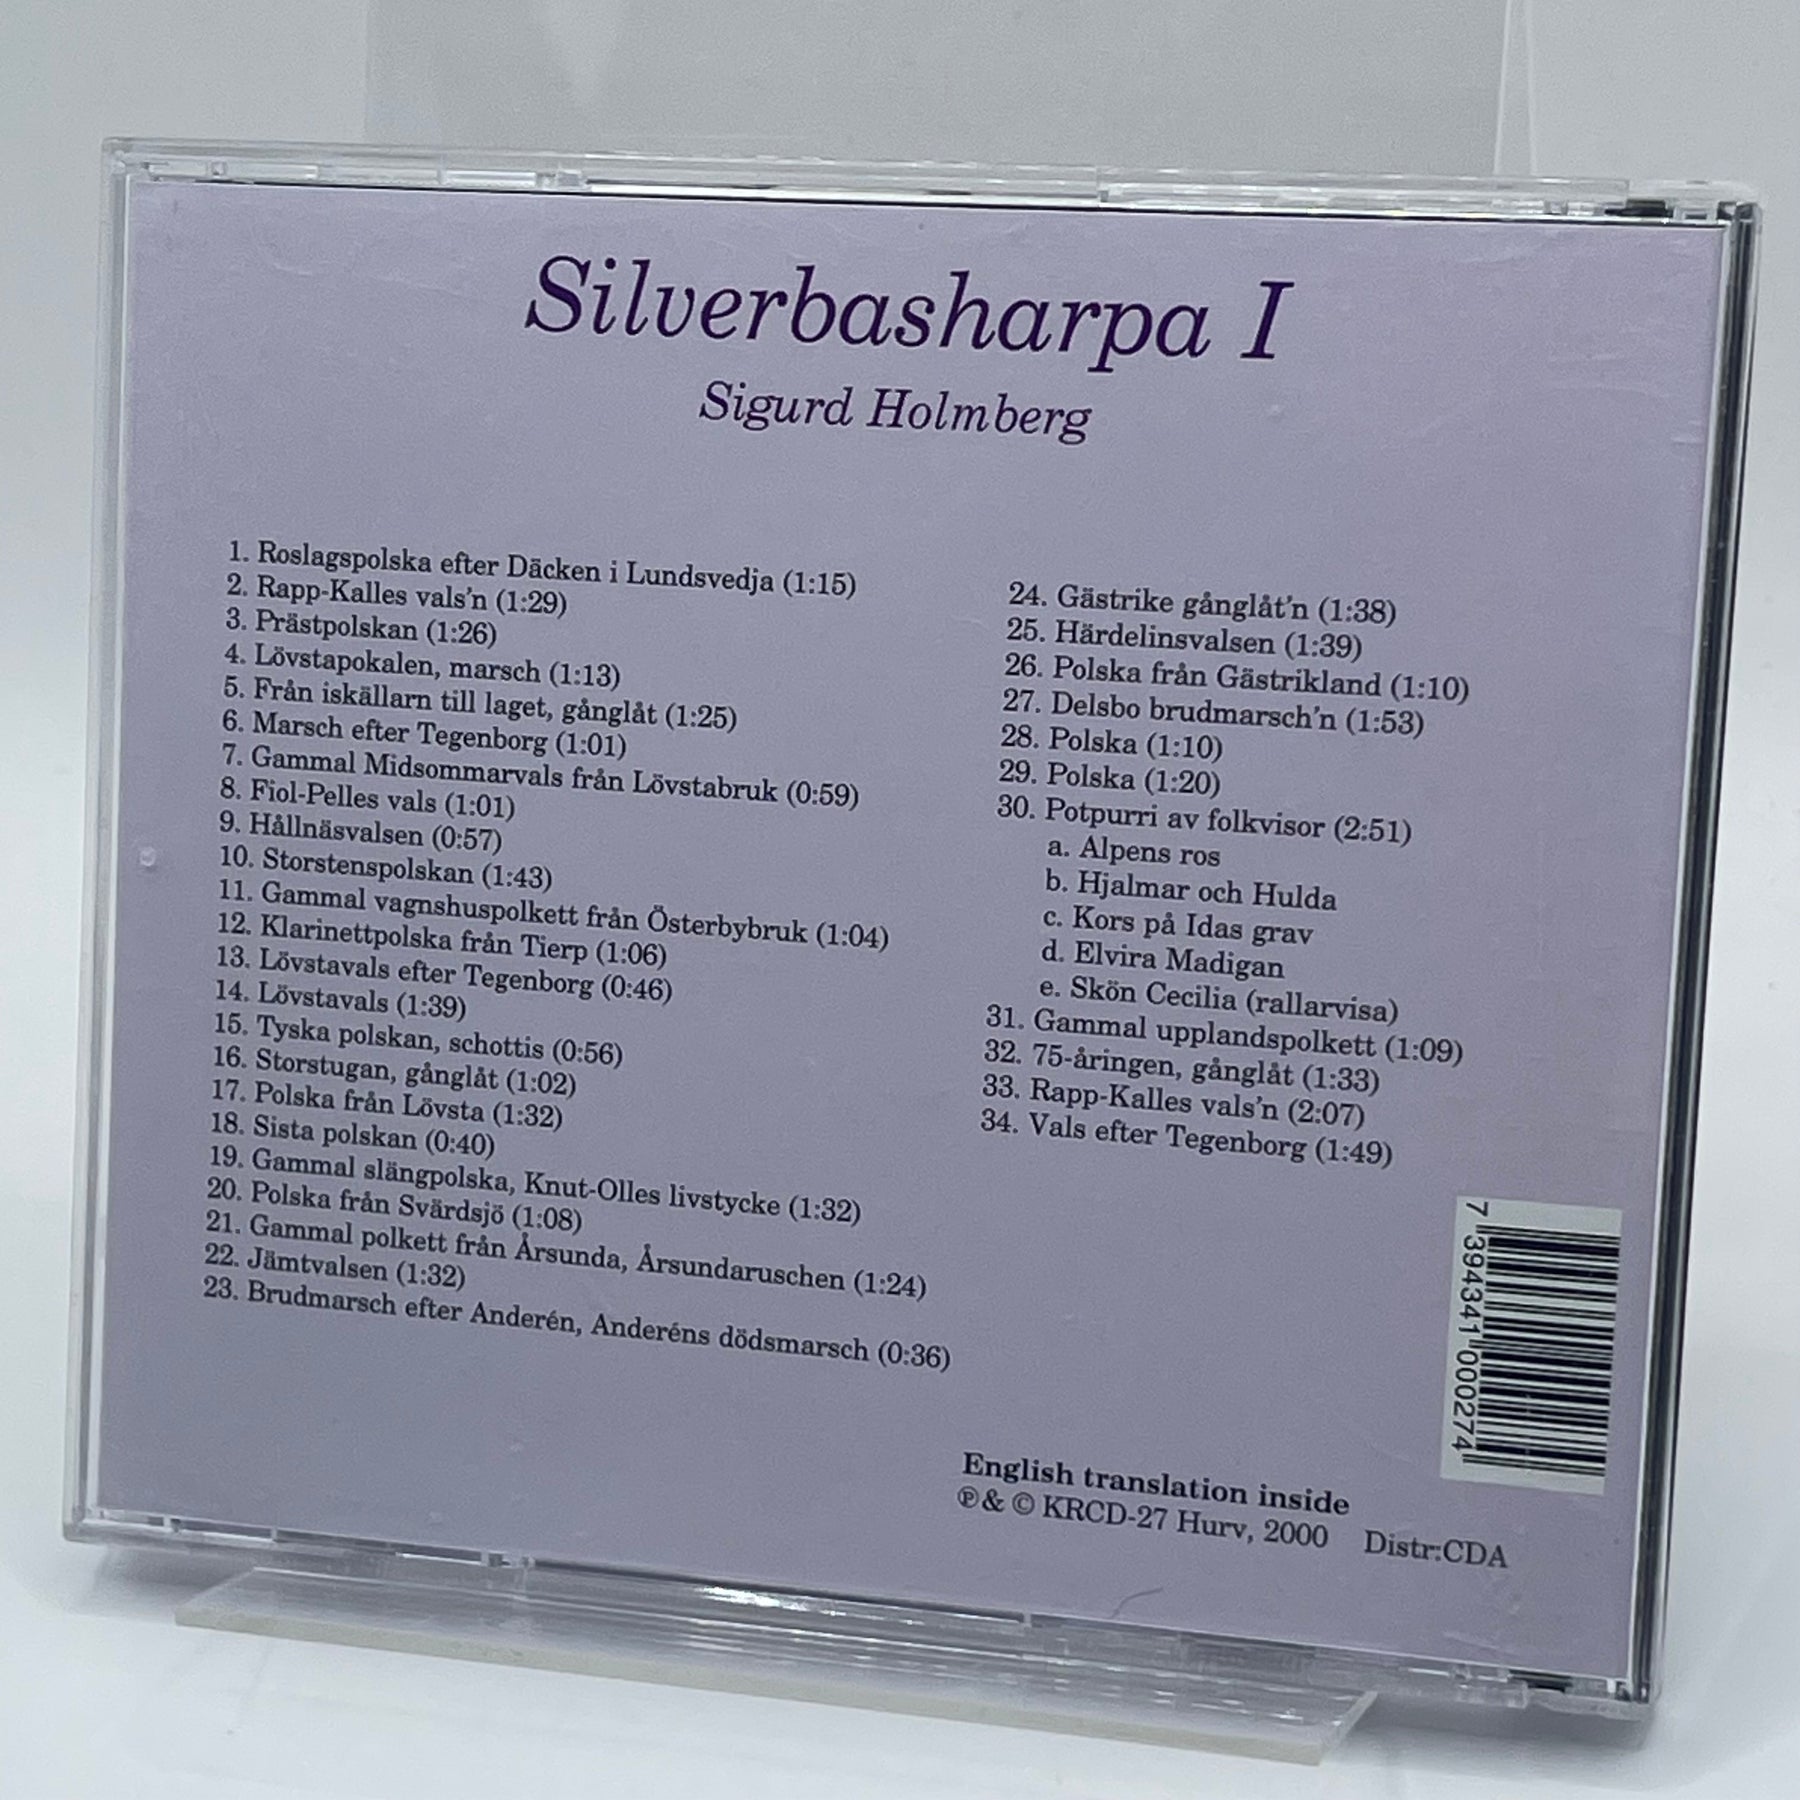 Silverbasharpa I
Sigurd Holmberg
1. Roslagspolska efter Däcken i Lundsvedja (1:15)
2. Rapp-Kalles vals'n (1:29)
3. Prästpolskan (1:26)
4. Lövstapokalen, marsch (1:13)
5. Från iskällarn till laget, gånglåt (1:25)
6. Marsch efter Tegenborg (1:01)
7. Gammal Midsommarvals från Lövstabruk (0:59)
8. Fiol-Pelles vals (1:01)
9. Hållnäsvalsen (0:57)
10. Storstenspolskan (1:43)
11. Gammal vagnshuspolkett från Österbybruk (1:04)
12. Klarinettpolska från Tierp (1:06)
13. Lövstavals efter Tegenborg (0:46)
14. Lövstavals (1:39)
15. Tyska polskan, schottis (0:56)
16. Storstugan, gånglåt (1:02)
17. Polska från Lövsta (1:32)
18. Sista polskan (0:40)
19. Gammal slängpolska, Knut-Olles livstycke (1:32)
20. Polska från Svärdsjö (1:08)
21. Gammal polkett från Årsunda, Årsundaruschen (1:24)
22. Jämtvalsen (1:32)
23. Brudmarsch efter Anderén, Anderéns dödsmarsch (0:36)
24. Gästrike gånglåt'n (1:38)
25. Härdelinsvalsen (1:39)
26. Polska från Gästrikland (1:10)
27. Delsbo brudmarsch'n (1:53)
28. Polska (1:10)
29. Polska (1:20)
30. Potpurri av folkvisor (2:51)
a. Alpens ros
b. Hjalmar och Hulda
c. Kors på Idas grav
d. Elvira Madigan
e. Skön Cecilia (rallarvisa)
31. Gammal upplandspolkett (1:09)
32. 75-åringen, gånglåt (1:33)
33. Rapp-Kalles vals'n (2:07)
34. Vals efter Tegenborg (1:49)
7 394341 000274
English translation inside
℗ & © KRCD-27 Hurv, 2000 Distr:CDA